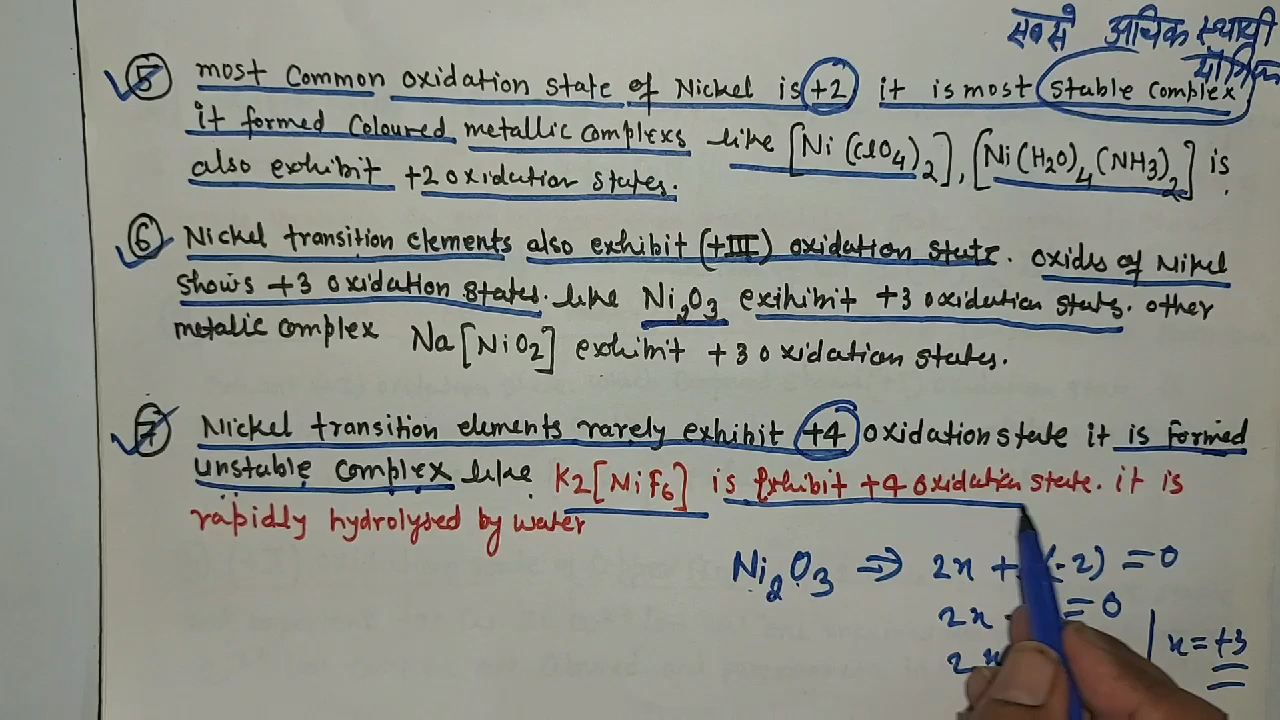 सबसे अधिक स्थायी
यौगिक
⑤ most Common oxidation state of Nickel is +2 it is most stable complex
it formed Coloured metallic complexs like [Ni(ClO4)2], [Ni(H2O)4(NH3)2] is
also exhibit +2 oxidation states.
⑥ Nickel transition elements also exhibit (+III) oxidation state. oxides of Nikel
shows +3 oxidation states. like Ni2O3 exihibit +3 oxidation states. other
metalic complex Na[NiO2] exhibit +3 oxidation states.
⑦ Nickel transition elements rarely exhibit +4 oxidation state it is formed
unstable complex like K2[NiF6] is Exhibit +4 oxidation state. it is
rapidly hydrolysed by water
Ni2O3 ⇒ 2x + (-2) = 0
2x - = 0
2x
x = +3